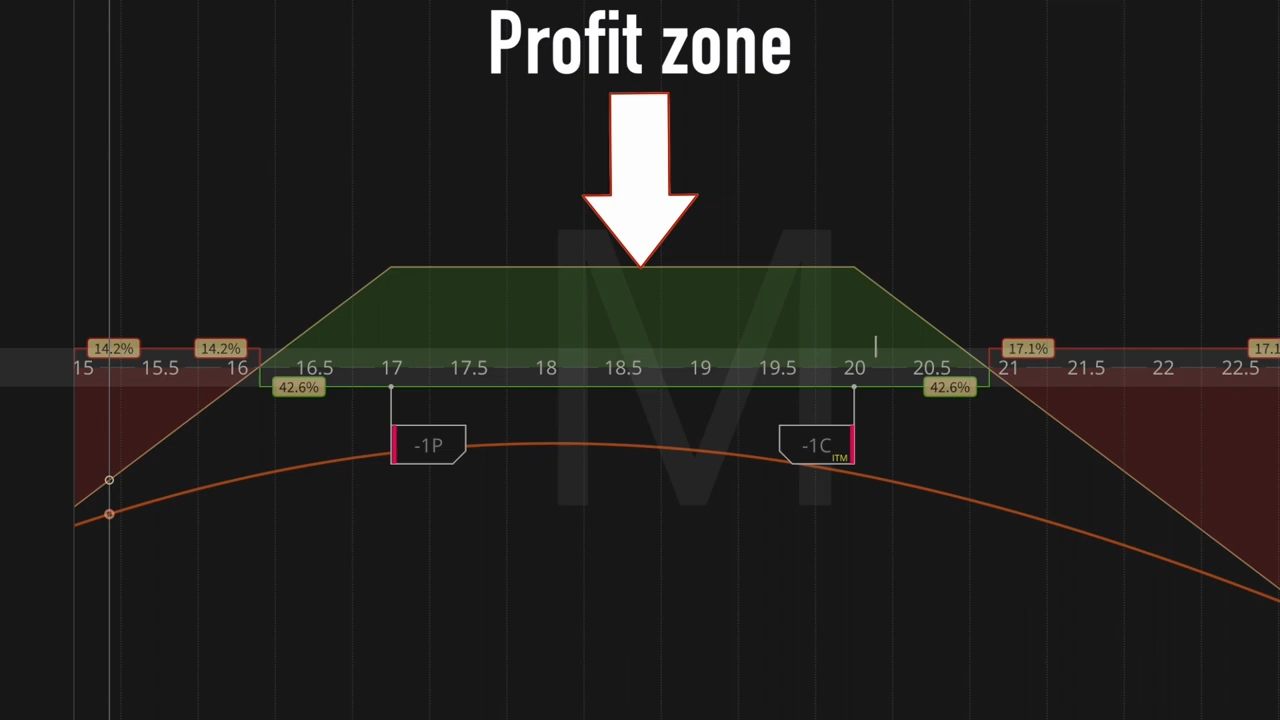 Profit zone
M
14.2% 14.2% 17.1% 17.1
15 15.5 16 16.5 17 17.5 18 18.5 19 19.5 20 20.5 21 21.5 22 22.5
42.6% 42.6%
-1P -1C
ITM